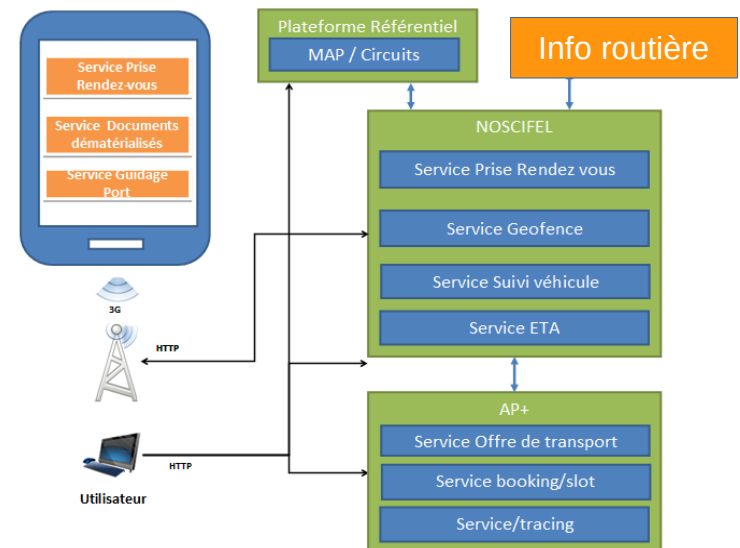 Service Prise
Rendez-vous
Service Documents
dématérialisés
Service Guidage
Port
3G
HTTP
HTTP
Utilisateur
Plateforme Référentiel
MAP / Circuits
Info routière
NOSCIFEL
Service Prise Rendez vous
Service Geofence
Service Suivi véhicule
Service ETA
AP+
Service Offre de transport
Service booking/slot
Service/tracing